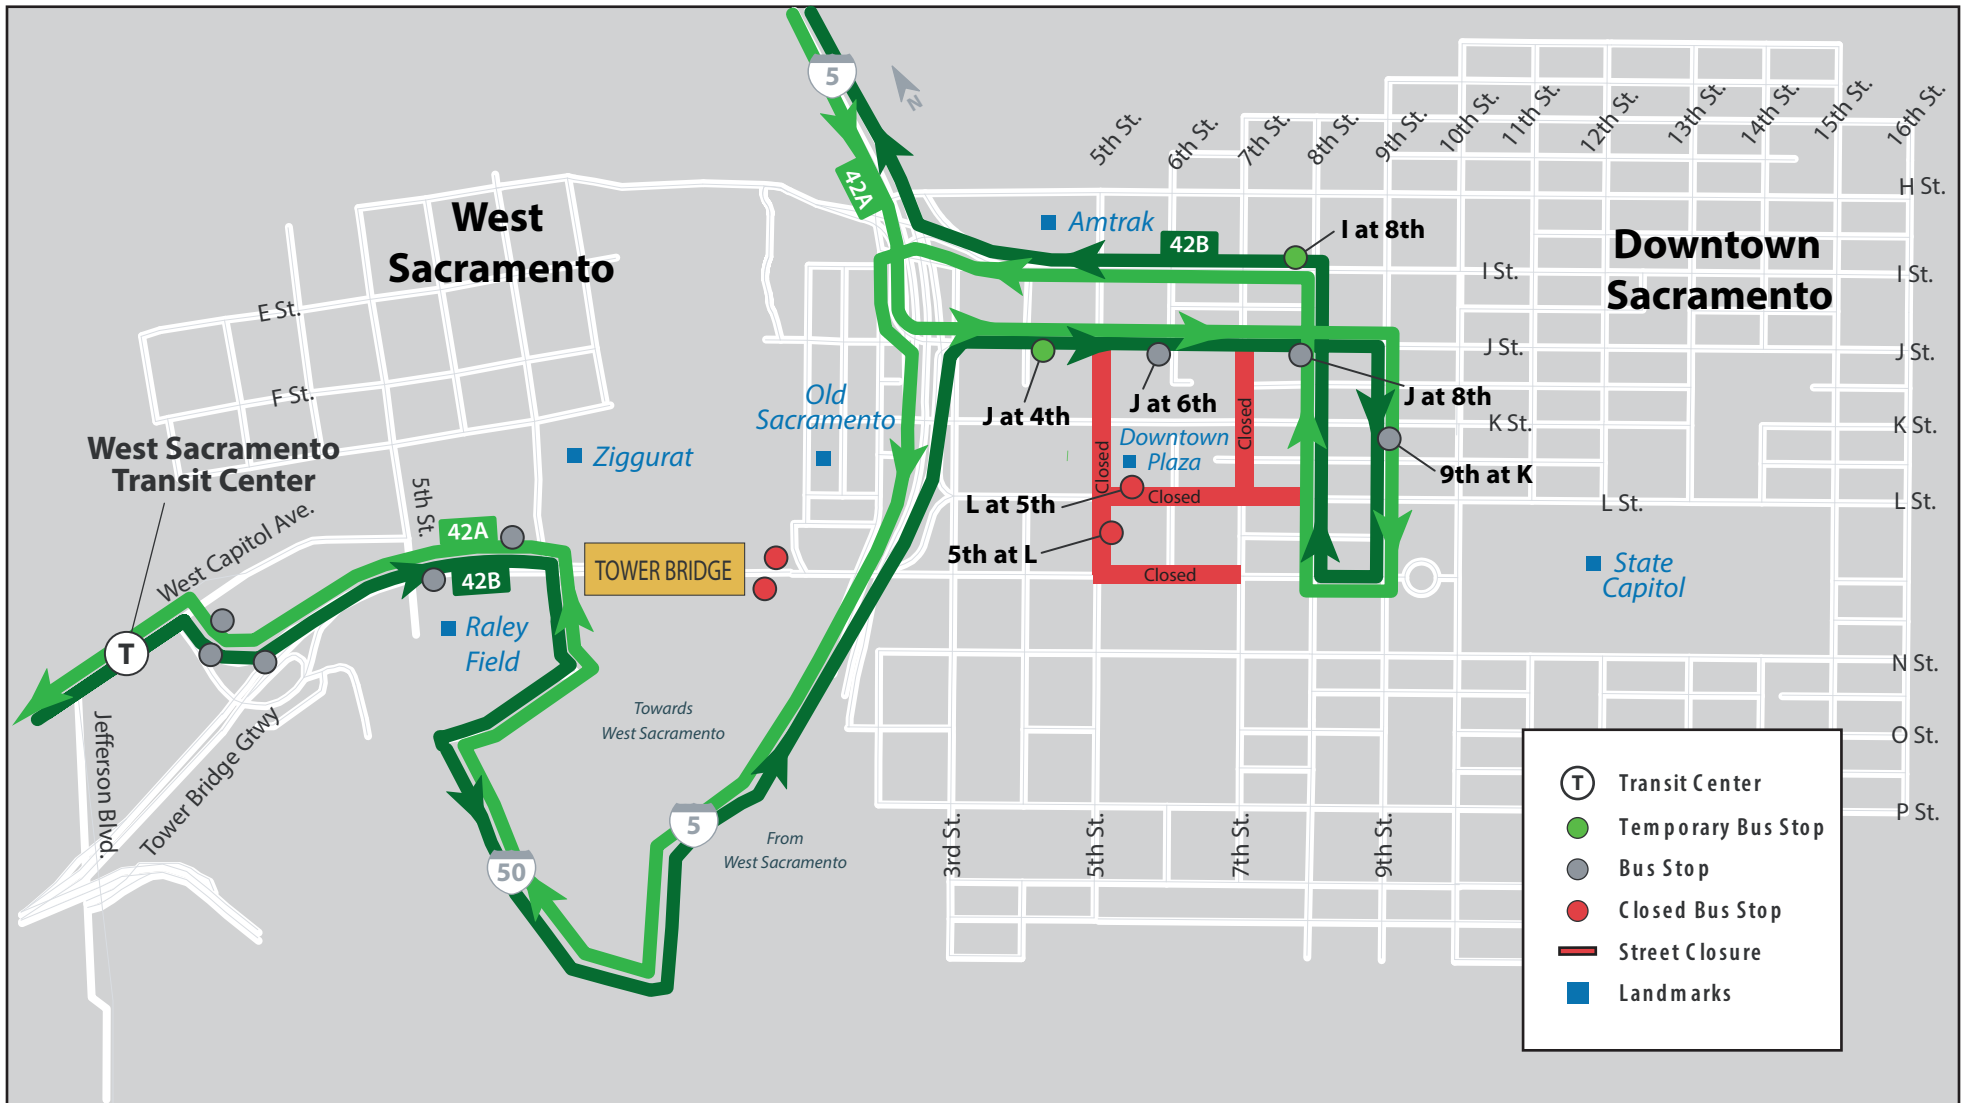 5
N
5th St.
6th St.
7th St.
8th St.
9th St.
10th St.
11th St.
12th St.
13th St.
14th St.
15th St.
16th St.
42A
West
Sacramento
Amtrak
42B
I at 8th
Downtown
Sacramento
H St.
I St.
I St.
E St.
F St.
J St.
J St.
Old
Sacramento
J at 4th
J at 6th
J at 8th
Closed
Closed
Downtown
Plaza
K St.
K St.
9th at K
West Sacramento
Transit Center
Ziggurat
5th St.
L at 5th
Closed
L St.
L St.
West Capitol Ave.
42A
42B
TOWER BRIDGE
5th at L
Closed
State
Capitol
T
Raley
Field
N St.
Jefferson Blvd.
Tower Bridge Gtwy
Towards
West Sacramento
O St.
5
50
From
West Sacramento
3rd St.
5th St.
7th St.
9th St.
P St.
T
Transit Center
Temporary Bus Stop
Bus Stop
Closed Bus Stop
Street Closure
Landmarks